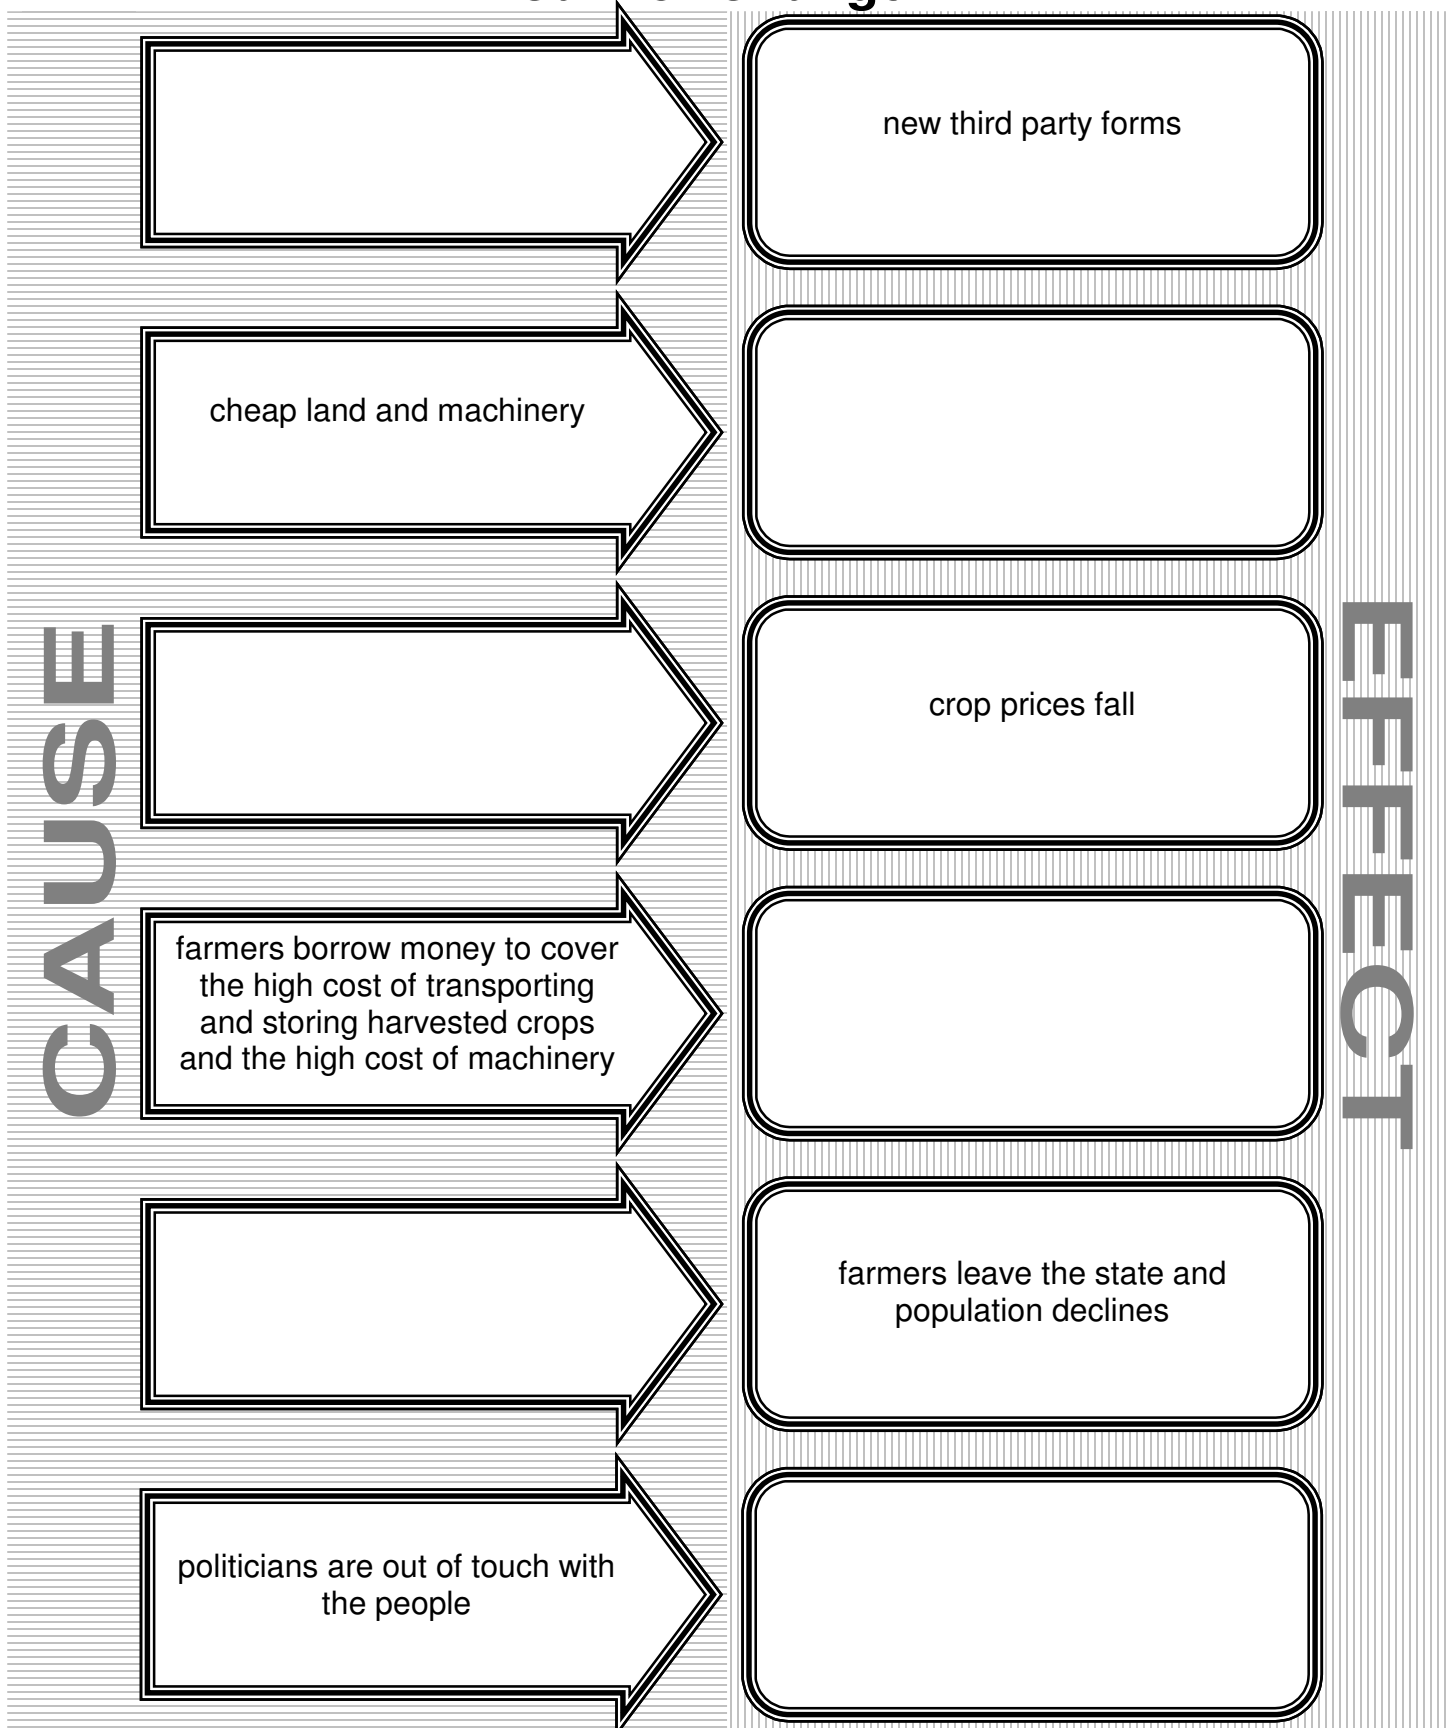 new third party forms
cheap land and machinery
crop prices fall
farmers borrow money to cover
the high cost of transporting
and storing harvested crops
and the high cost of machinery
farmers leave the state and
population declines
politicians are out of touch with
the people
CAUSE
EFFECT